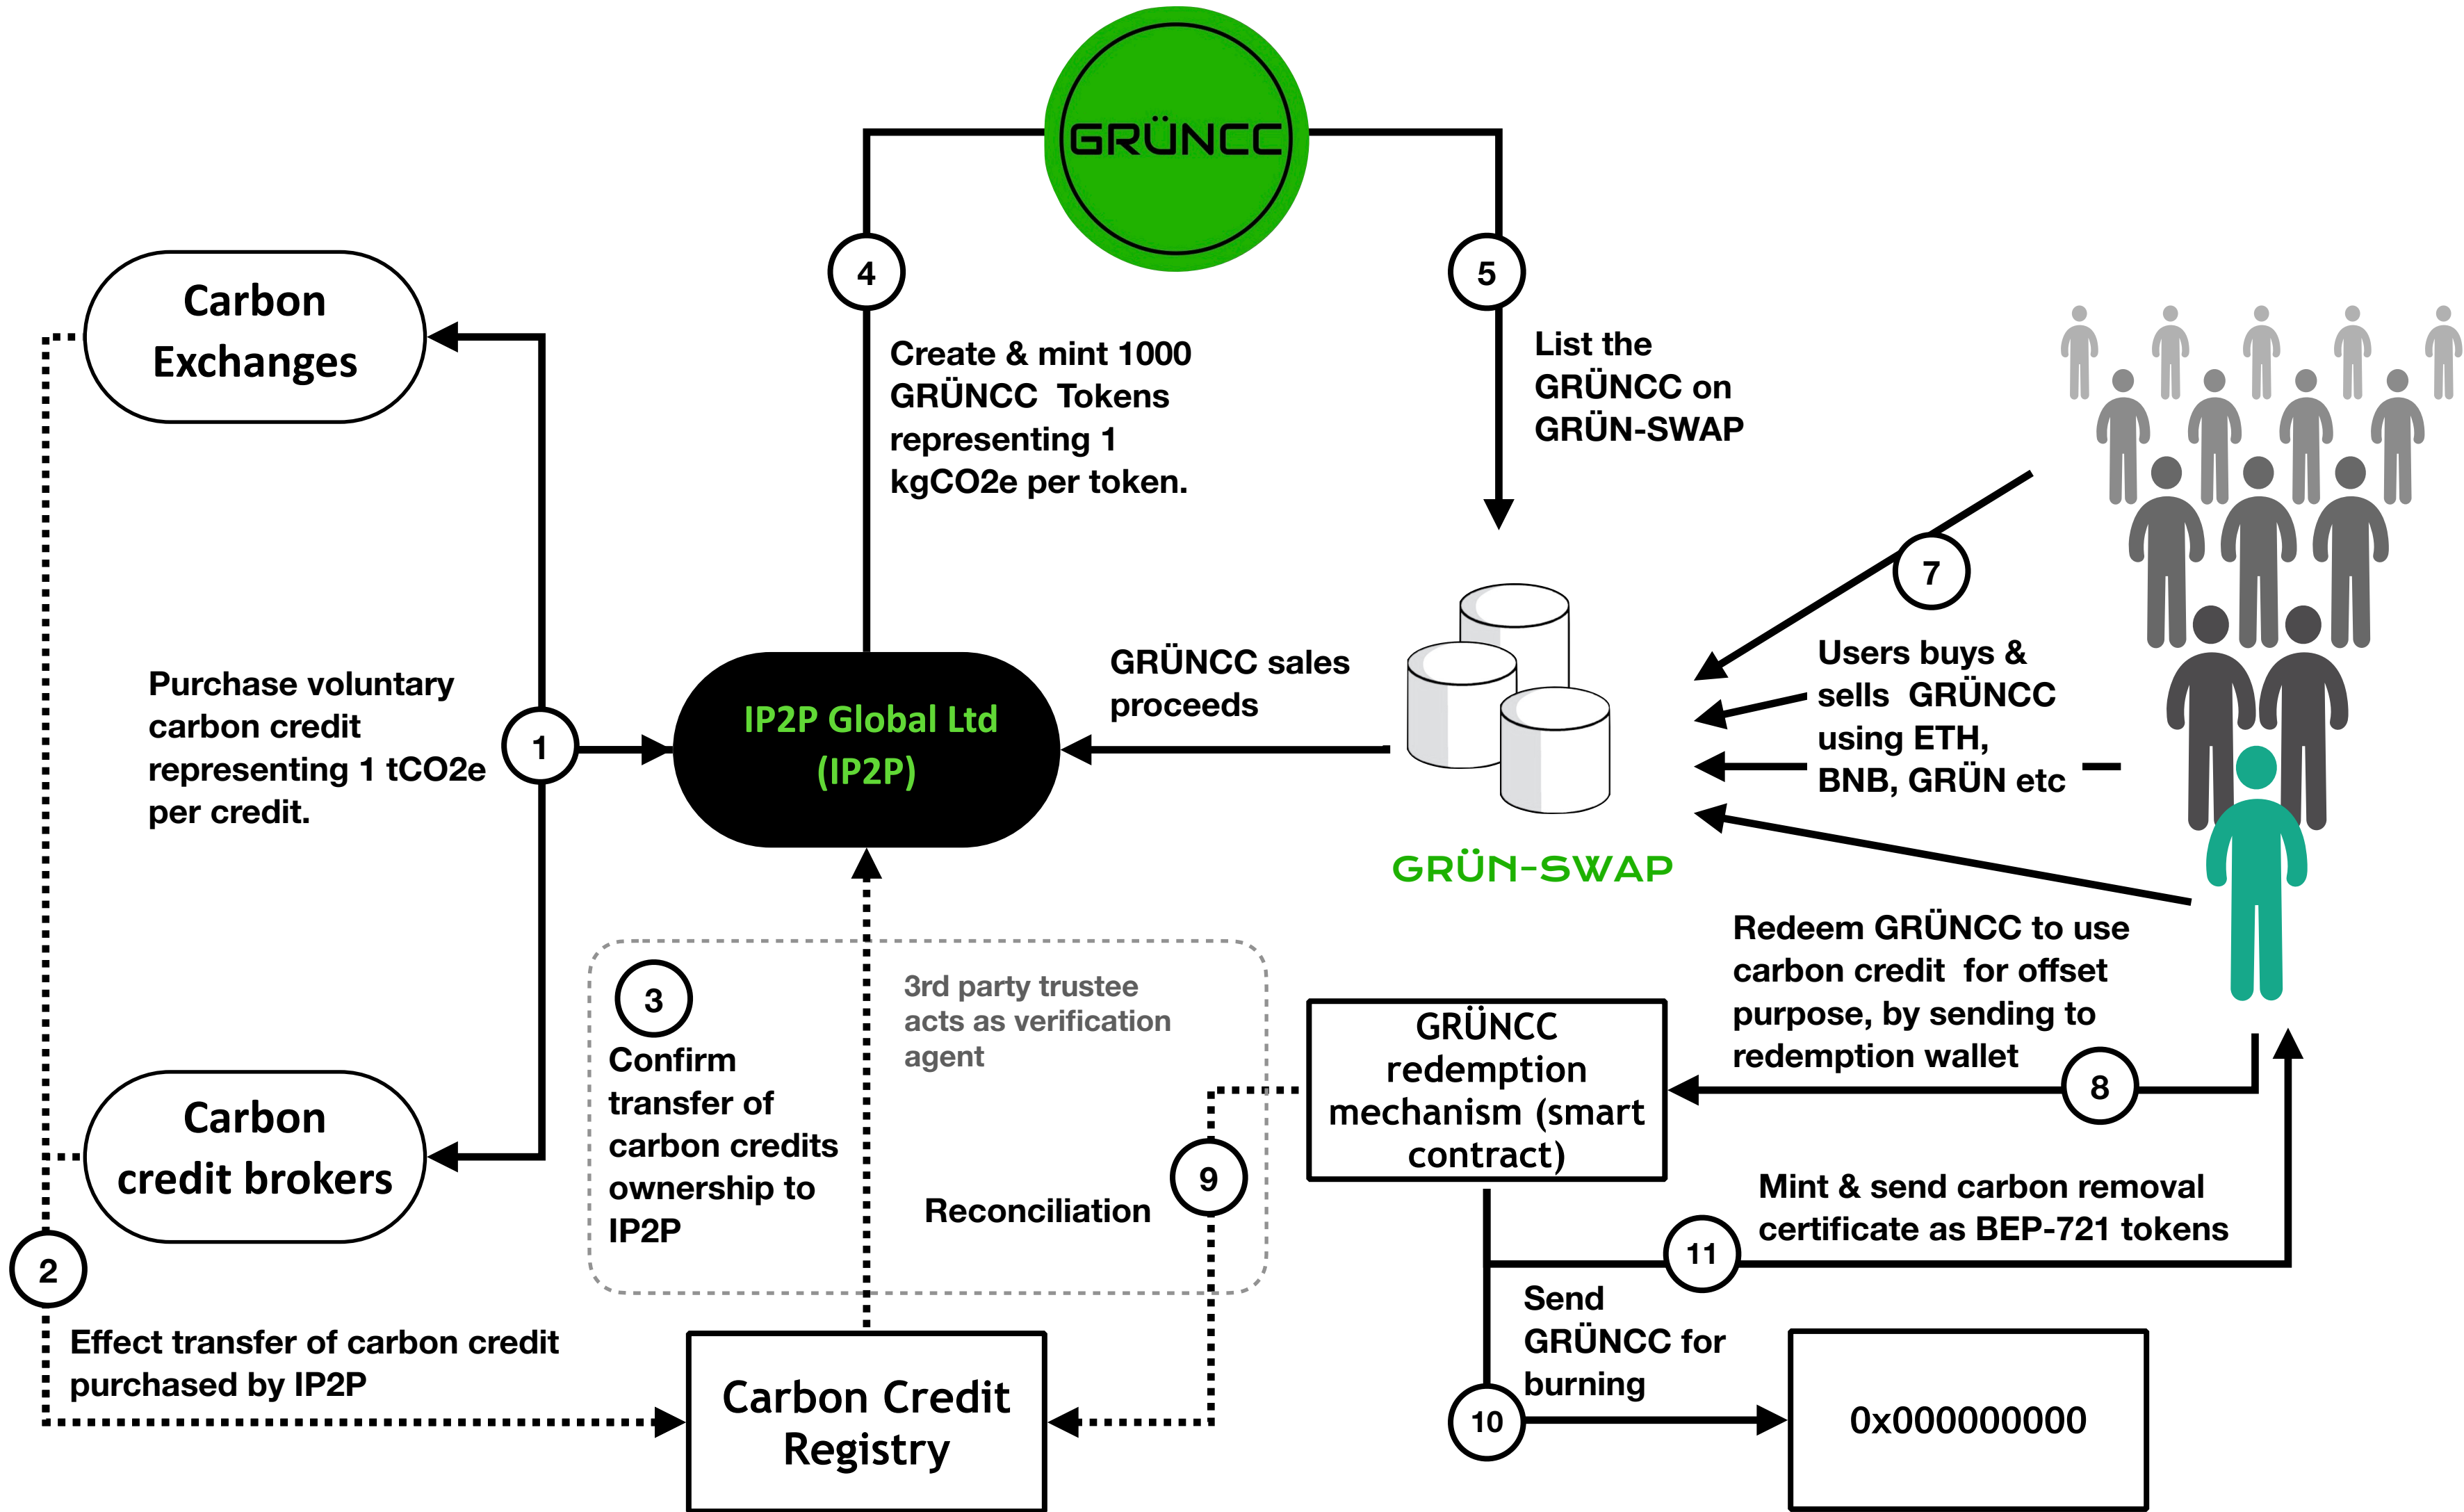 GRÜNCC
4
5
Carbon
Exchanges
Create & mint 1000
GRÜNCC Tokens
representing 1
kgCO2e per token.
List the
GRÜNCC on
GRÜN-SWAP
7
Purchase voluntary
carbon credit
representing 1 tCO2e
per credit.
1
IP2P Global Ltd
(IP2P)
GRÜNCC sales
proceeds
Users buys &
sells GRÜNCC
using ETH,
BNB, GRÜN etc
GRÜN-SWAP
3
Confirm
transfer of
carbon credits
ownership to
IP2P
3rd party trustee
acts as verification
agent
Reconciliation
9
GRÜNCC
redemption
mechanism (smart
contract)
Redeem GRÜNCC to use
carbon credit for offset
purpose, by sending to
redemption wallet
8
Carbon
credit brokers
Mint & send carbon removal
certificate as BEP-721 tokens
11
2
Effect transfer of carbon credit
purchased by IP2P
Carbon Credit
Registry
Send
GRÜNCC for
burning
10
0x000000000